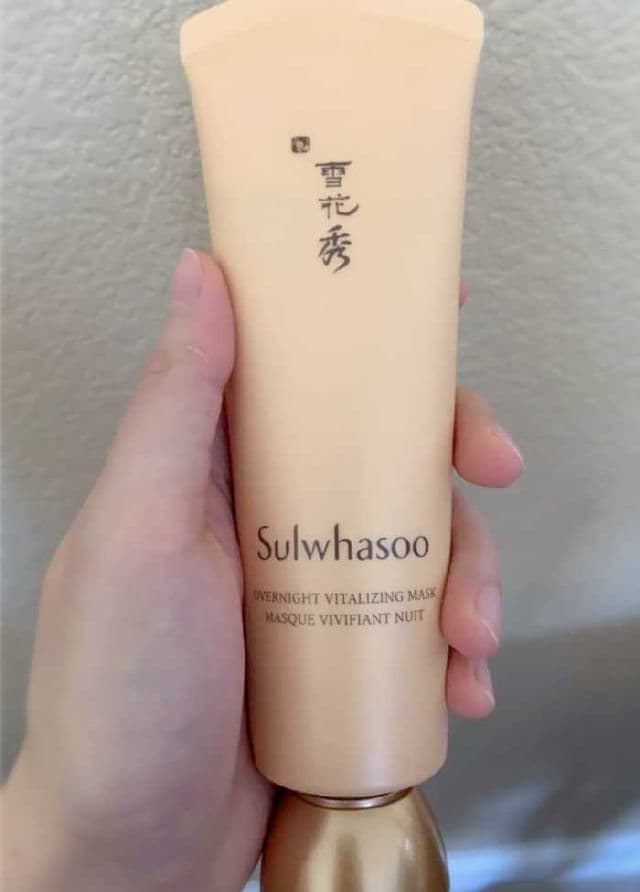 雪花秀
Sulwhasoo
OVERNIGHT VITALIZING MASK
MASQUE VIVIFIANT NUIT